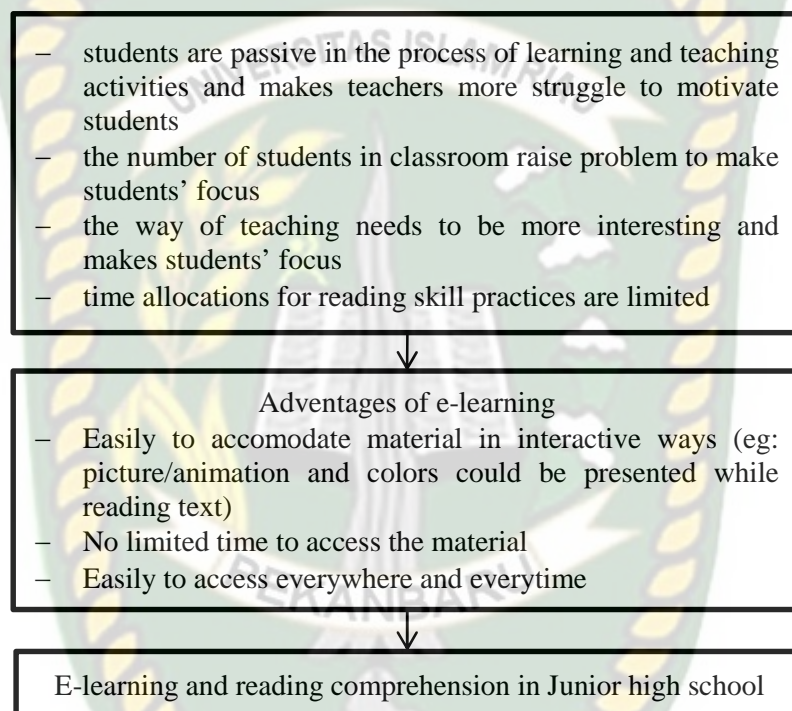 – students are passive in the process of learning and teaching
activities and makes teachers more struggle to motivate
students
– the number of students in classroom raise problem to make
students’ focus
– the way of teaching needs to be more interesting and
makes students’ focus
– time allocations for reading skill practices are limited
Adventages of e-learning
– Easily to accomodate material in interactive ways (eg:
picture/animation and colors could be presented while
reading text)
– No limited time to access the material
– Easily to access everywhere and everytime
E-learning and reading comprehension in Junior high school
UNIVERSITAS ISLAM RIAU
PEKANBARU